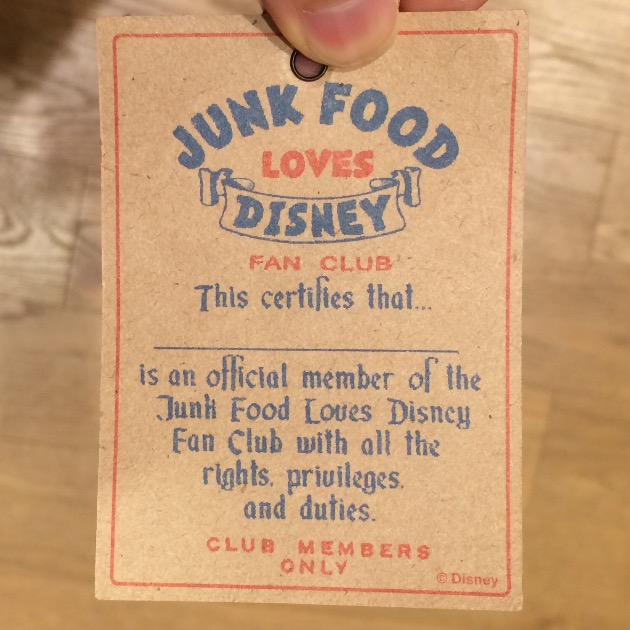 JUNK FOOD
LOVES
DISNEY
FAN CLUB
This certifies that...
is an official member of the
Junk Food Loves Disney
Fan Club with all the
rights, privileges,
and duties.
CLUB MEMBERS
ONLY
© Disney